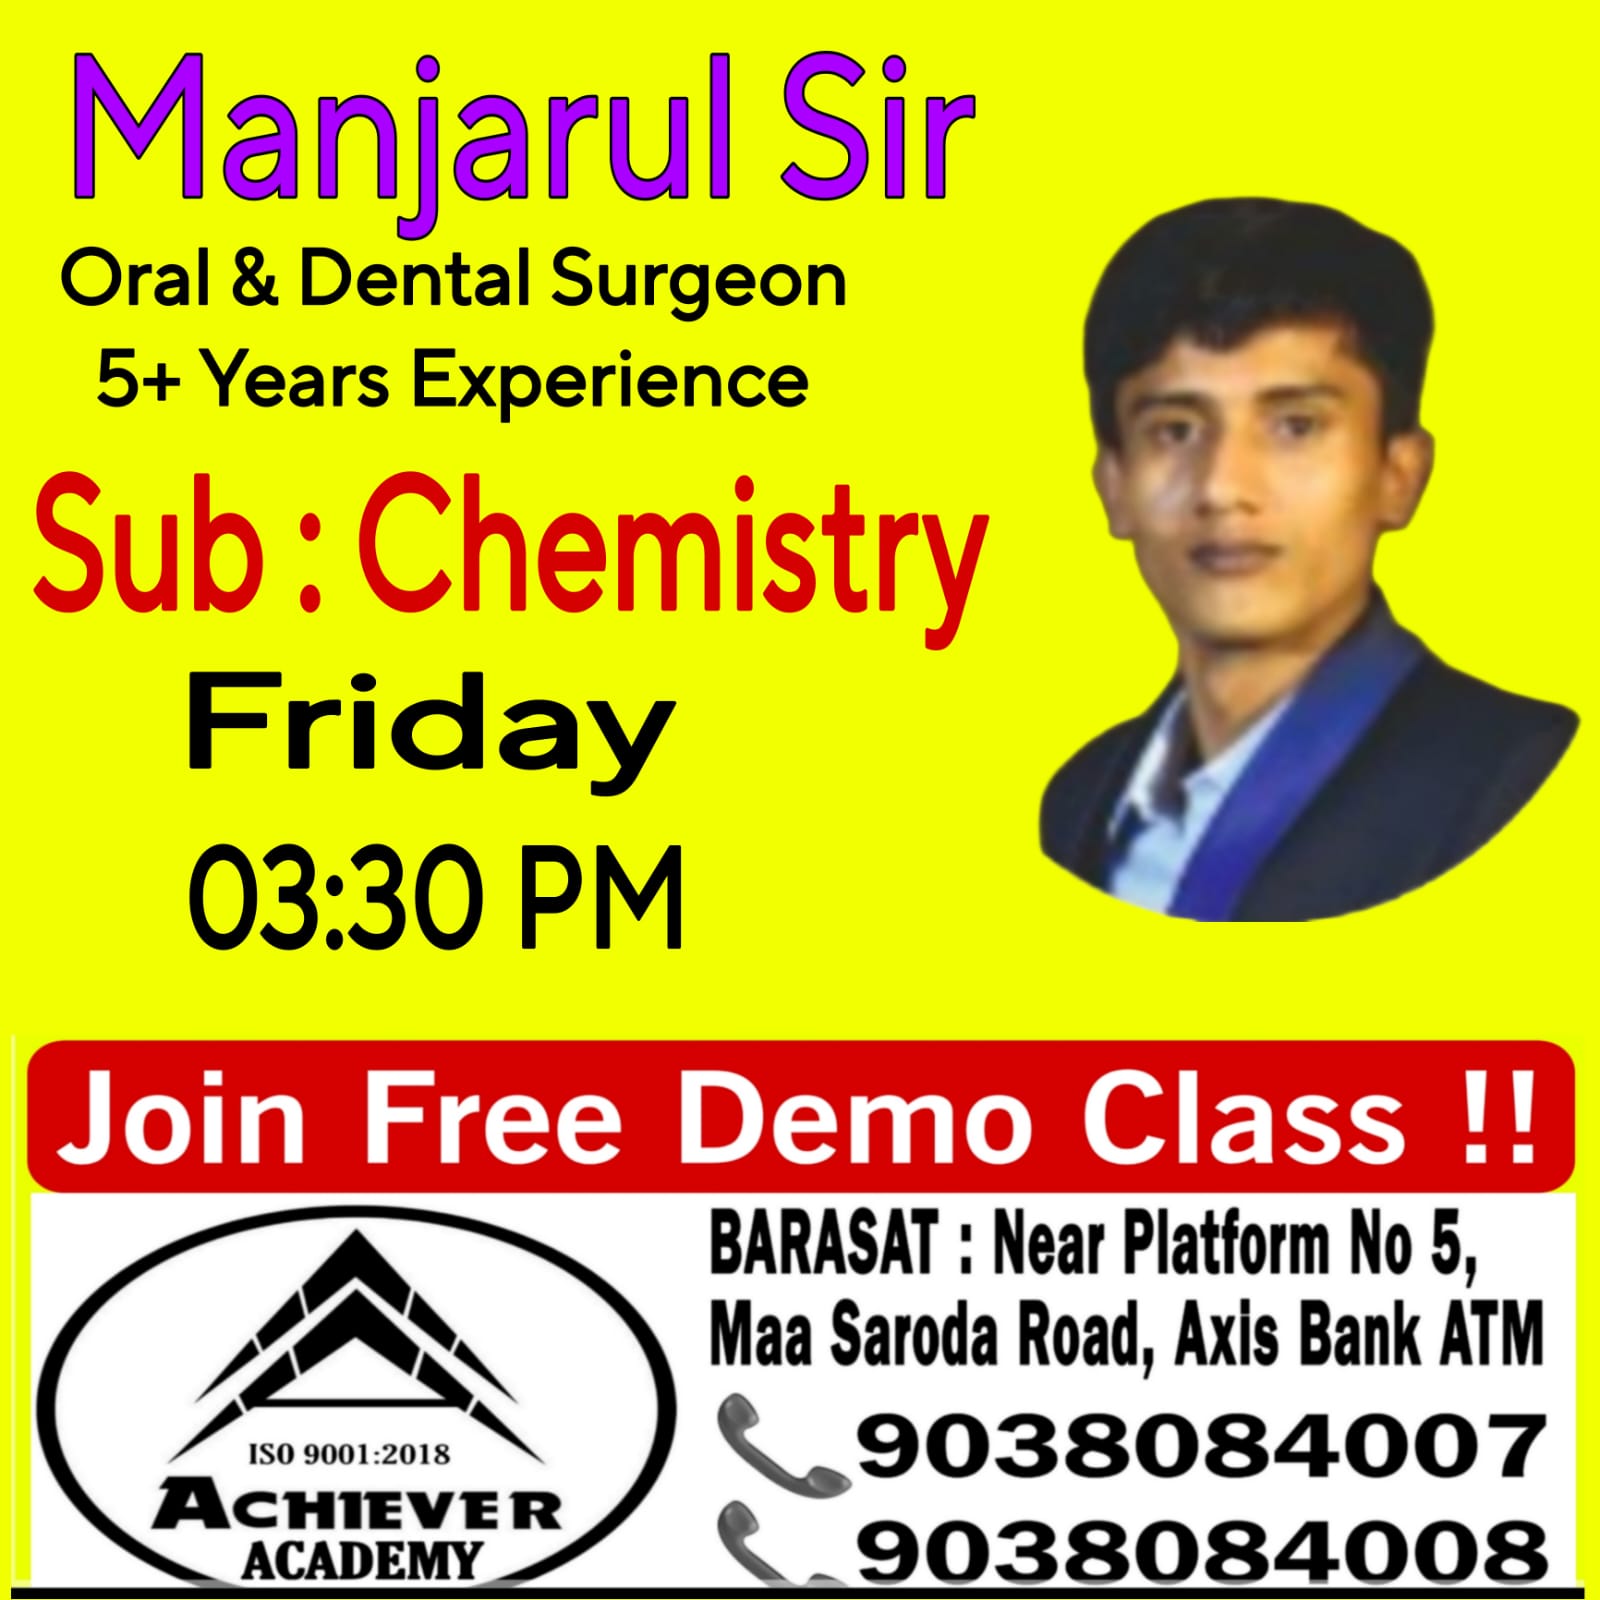 Manjarul Sir
Oral & Dental Surgeon
5+ Years Experience
Sub : Chemistry
Friday
03:30 PM
Join Free Demo Class !!
ISO 9001:2018
ACHIEVER
ACADEMY
BARASAT : Near Platform No 5,
Maa Saroda Road, Axis Bank ATM
9038084007
9038084008